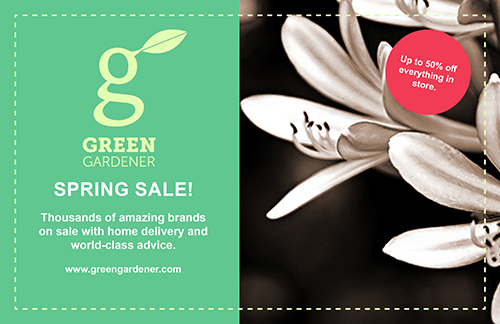 g
GREEN
GARDENER
SPRING SALE!
Thousands of amazing brands
on sale with home delivery and
world-class advice.
www.greengardener.com
Up to 50% off
everything in
store.